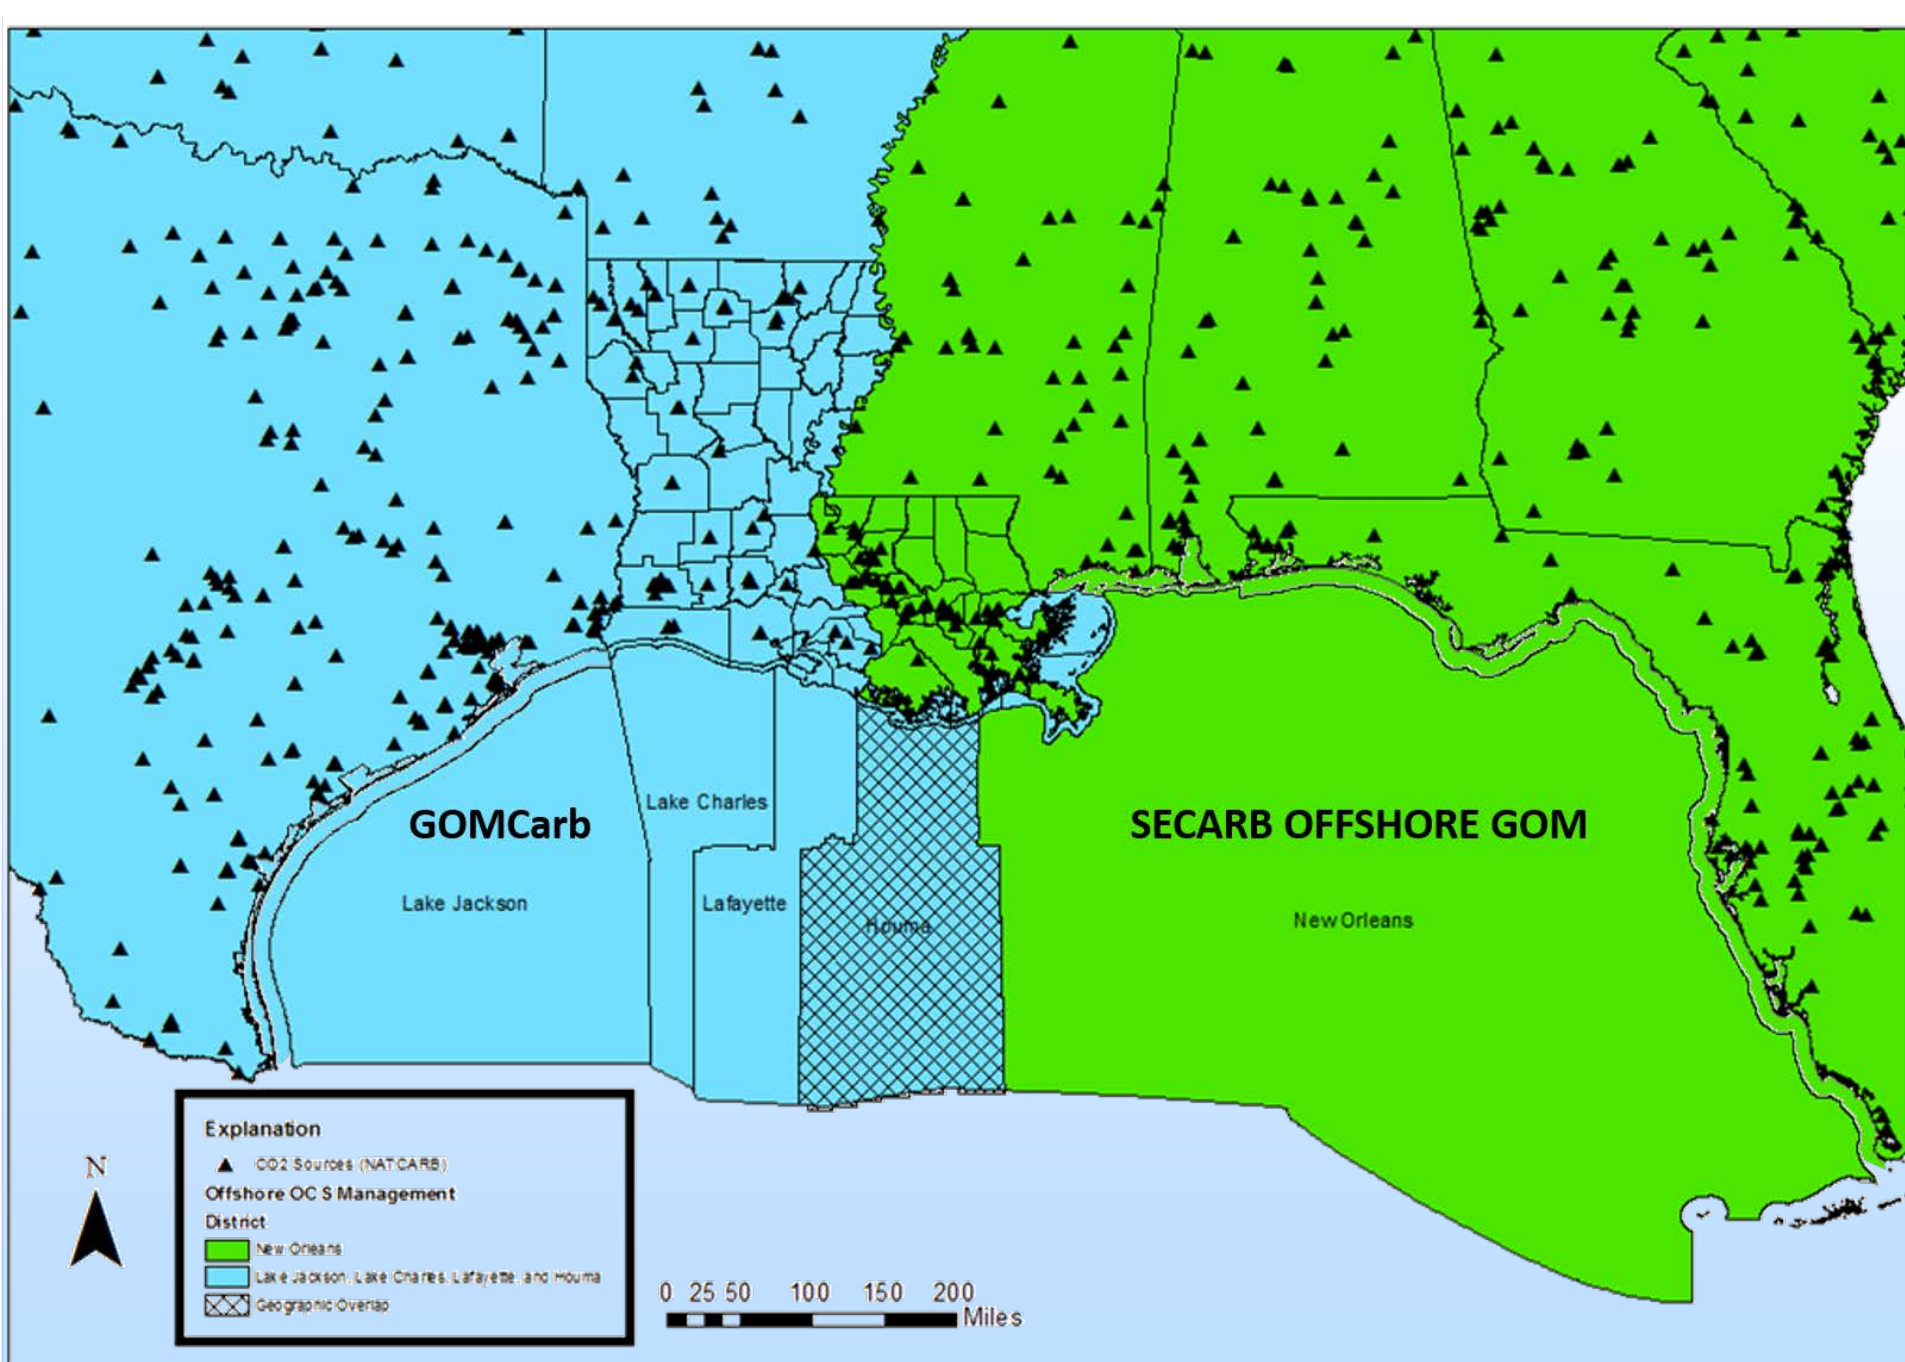 Lake Charles
GOMCarb
SECARB OFFSHORE GOM
Lake Jackson
Lafayette
Houma
New Orleans
Explanation
CO2 Sources (NATCARB)
Offshore OCS Management
District
New Orleans
Lake Jackson, Lake Charles, Lafayette, and Houma
Geographic Overlap
N
0 25 50 100 150 200
Miles